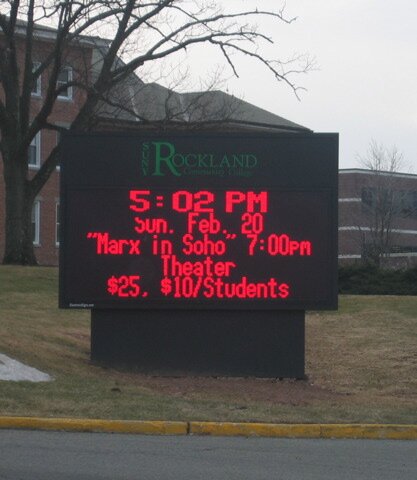 SUNY
ROCKLAND
Community College
5:02 PM
Sun. Feb. 20
"Marx in Soho" 7:00PM
Theater
$25, $10/Students